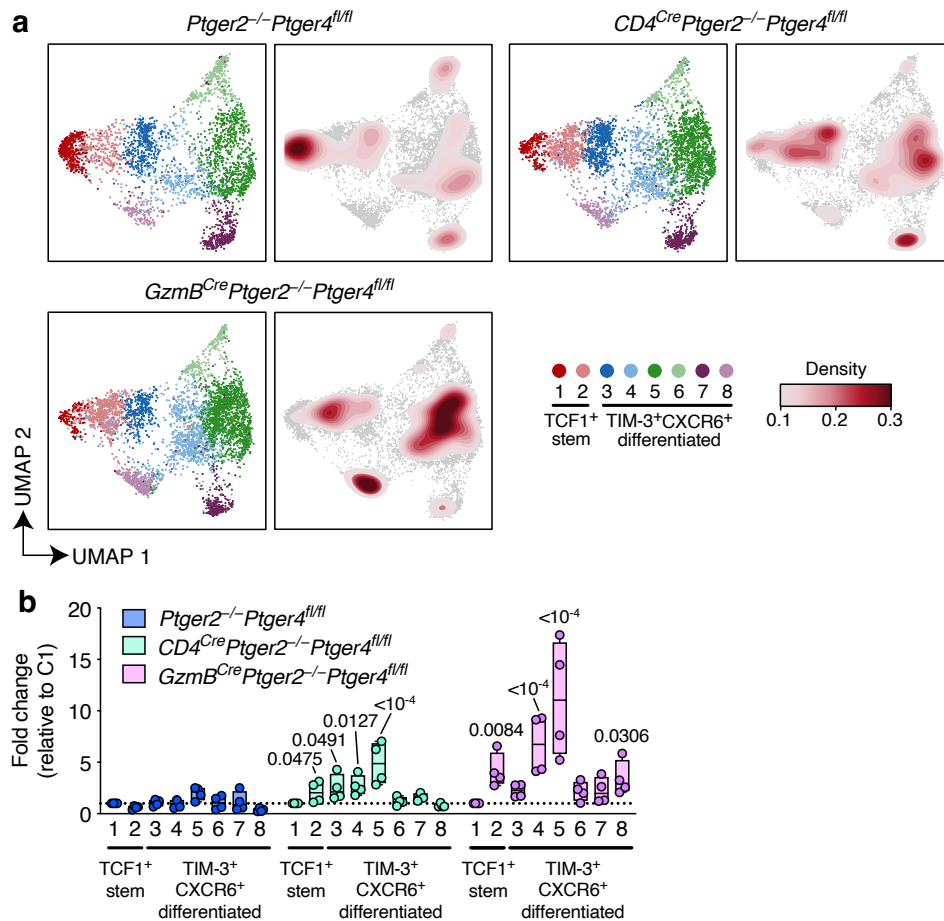 a
Ptger2–/–Ptger4fl/fl
CD4CrePtger2–/–Ptger4fl/fl
GzmBCrePtger2–/–Ptger4fl/fl
1 2 3 4 5 6 7 8
TCF1+ stem
TIM-3+CXCR6+ differentiated
Density
0.1 0.2 0.3
UMAP 2
UMAP 1
b
Fold change
(relative to C1)
20
15
10
5
0
Ptger2–/–Ptger4fl/fl
CD4CrePtger2–/–Ptger4fl/fl
GzmBCrePtger2–/–Ptger4fl/fl
0.0475
0.0491
0.0127
<10-4
0.0084
<10-4
<10-4
0.0306
1 2 3 4 5 6 7 8 1 2 3 4 5 6 7 8 1 2 3 4 5 6 7 8
TCF1+ TIM-3+ TCF1+ TIM-3+ TCF1+ TIM-3+
stem CXCR6+ stem CXCR6+ stem CXCR6+
differentiated differentiated differentiated